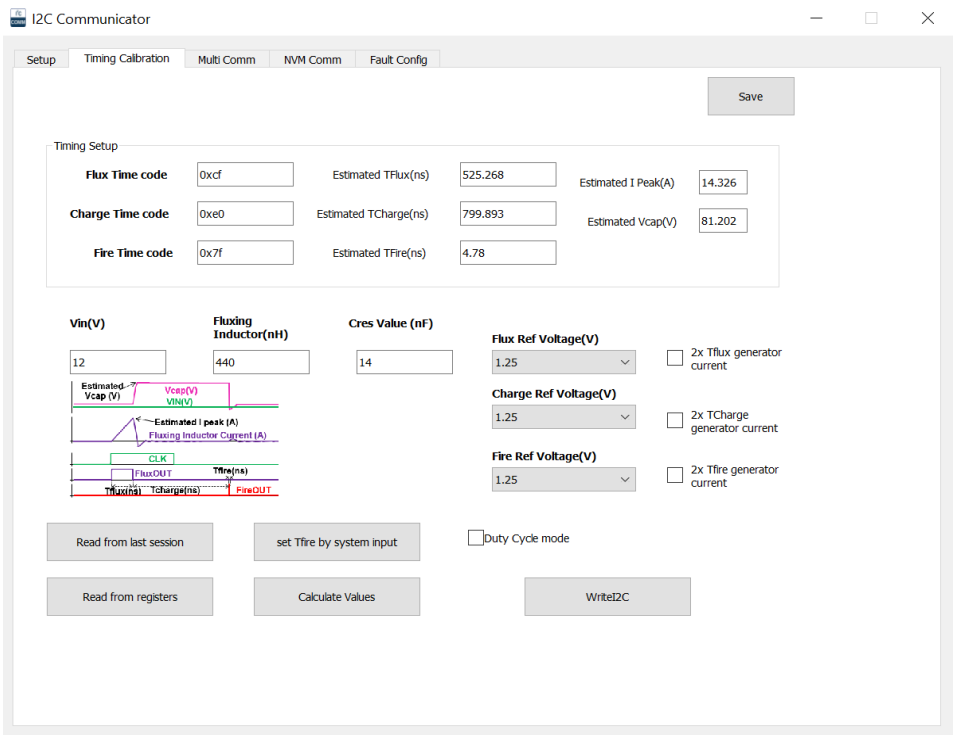 I2C Communicator
Setup
Timing Calibration
Multi Comm
NVM Comm
Fault Config
Save
Timing Setup
Flux Time code
0xcf
Estimated TFlux(ns)
525.268
Estimated I Peak(A)
14.326
Charge Time code
0xe0
Estimated TCharge(ns)
799.893
Estimated Vcap(V)
81.202
Fire Time code
0x7f
Estimated TFire(ns)
4.78
Vin(V)
Fluxing
Inductor(nH)
Cres Value (nF)
12
440
14
Flux Ref Voltage(V)
1.25
2x Tflux generator
current
Charge Ref Voltage(V)
1.25
2x TCharge
generator current
Fire Ref Voltage(V)
1.25
2x Tfire generator
current
Estimated
Vcap (V)
Vcap(V)
VIN(V)
Estimated I peak (A)
Fluxing Inductor Current (A)
CLK
FluxOUT
Tfire(ns)
Tflux(ns)
Tcharge(ns)
FireOUT
Read from last session
set Tfire by system input
Duty Cycle mode
Read from registers
Calculate Values
WriteI2C